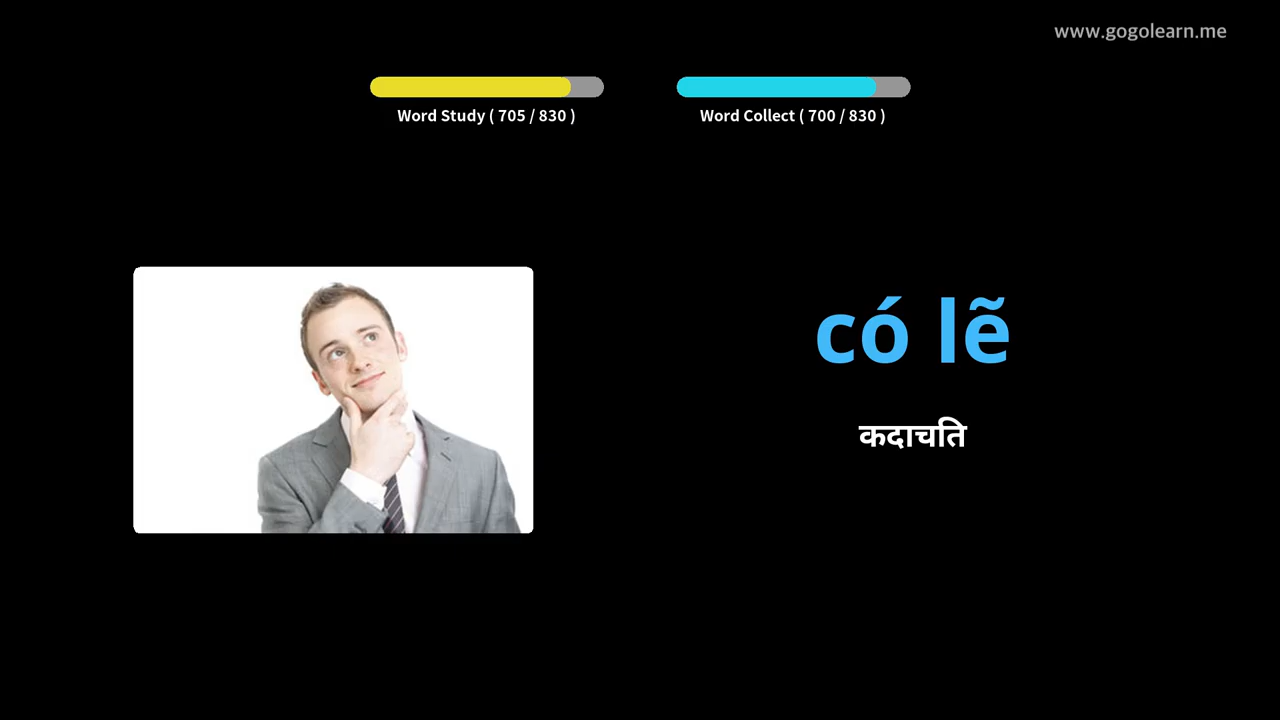 www.gogolearn.me
Word Study ( 705 / 830 )
Word Collect ( 700 / 830 )
có lẽ
कदाचति